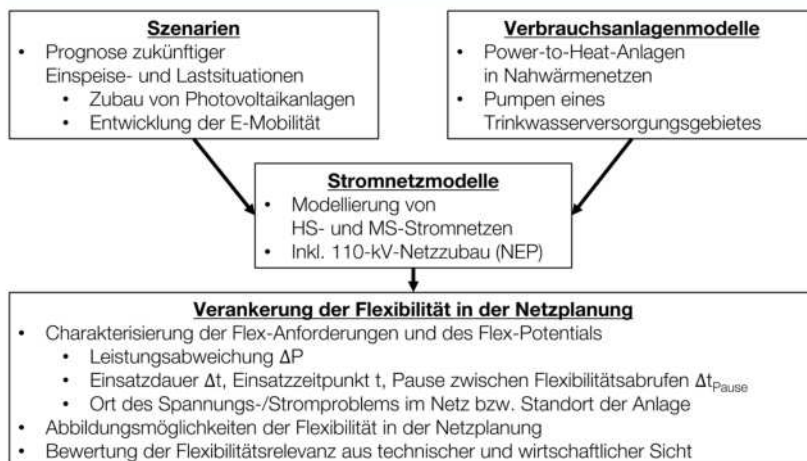 Szenarien
• Prognose zukünftiger
Einspeise- und Lastsituationen
• Zubau von Photovoltaikanlagen
• Entwicklung der E-Mobilität
Verbrauchsanlagenmodelle
• Power-to-Heat-Anlagen
in Nahwärmenetzen
• Pumpen eines
Trinkwasserversorgungsgebietes
Stromnetzmodelle
• Modellierung von
HS- und MS-Stromnetzen
• Inkl. 110-kV-Netzzubau (NEP)
Verankerung der Flexibilität in der Netzplanung
• Charakterisierung der Flex-Anforderungen und des Flex-Potentials
• Leistungsabweichung ΔP
• Einsatzdauer Δt, Einsatzzeitpunkt t, Pause zwischen Flexibilitätsabrufen Δt_Pause
• Ort des Spannungs-/Stromproblems im Netz bzw. Standort der Anlage
• Abbildungsmöglichkeiten der Flexibilität in der Netzplanung
• Bewertung der Flexibilitätsrelevanz aus technischer und wirtschaftlicher Sicht